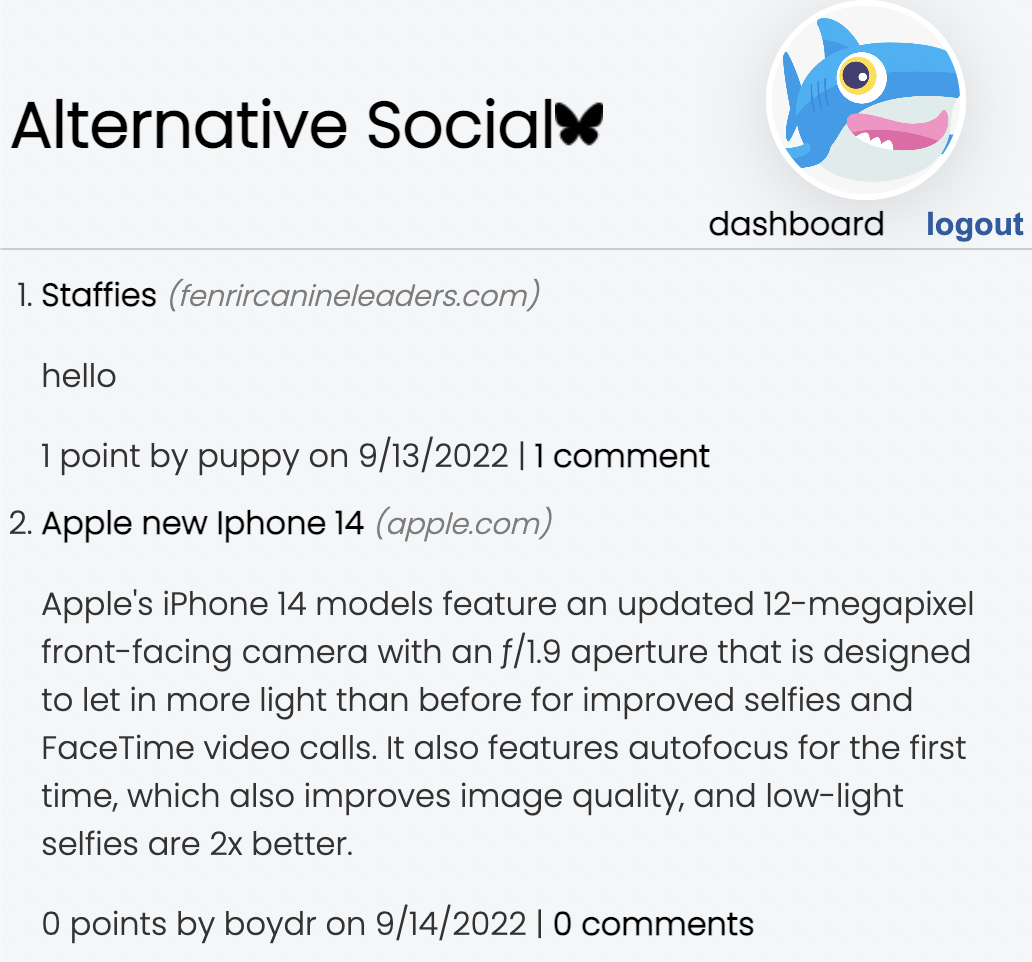 Alternative Social
dashboard logout
1. Staffies (fenrircanineleaders.com)
hello
1 point by puppy on 9/13/2022 | 1 comment
2. Apple new Iphone 14 (apple.com)
Apple's iPhone 14 models feature an updated 12-megapixel
front-facing camera with an ƒ/1.9 aperture that is designed
to let in more light than before for improved selfies and
FaceTime video calls. It also features autofocus for the first
time, which also improves image quality, and low-light
selfies are 2x better.
0 points by boydr on 9/14/2022 | 0 comments